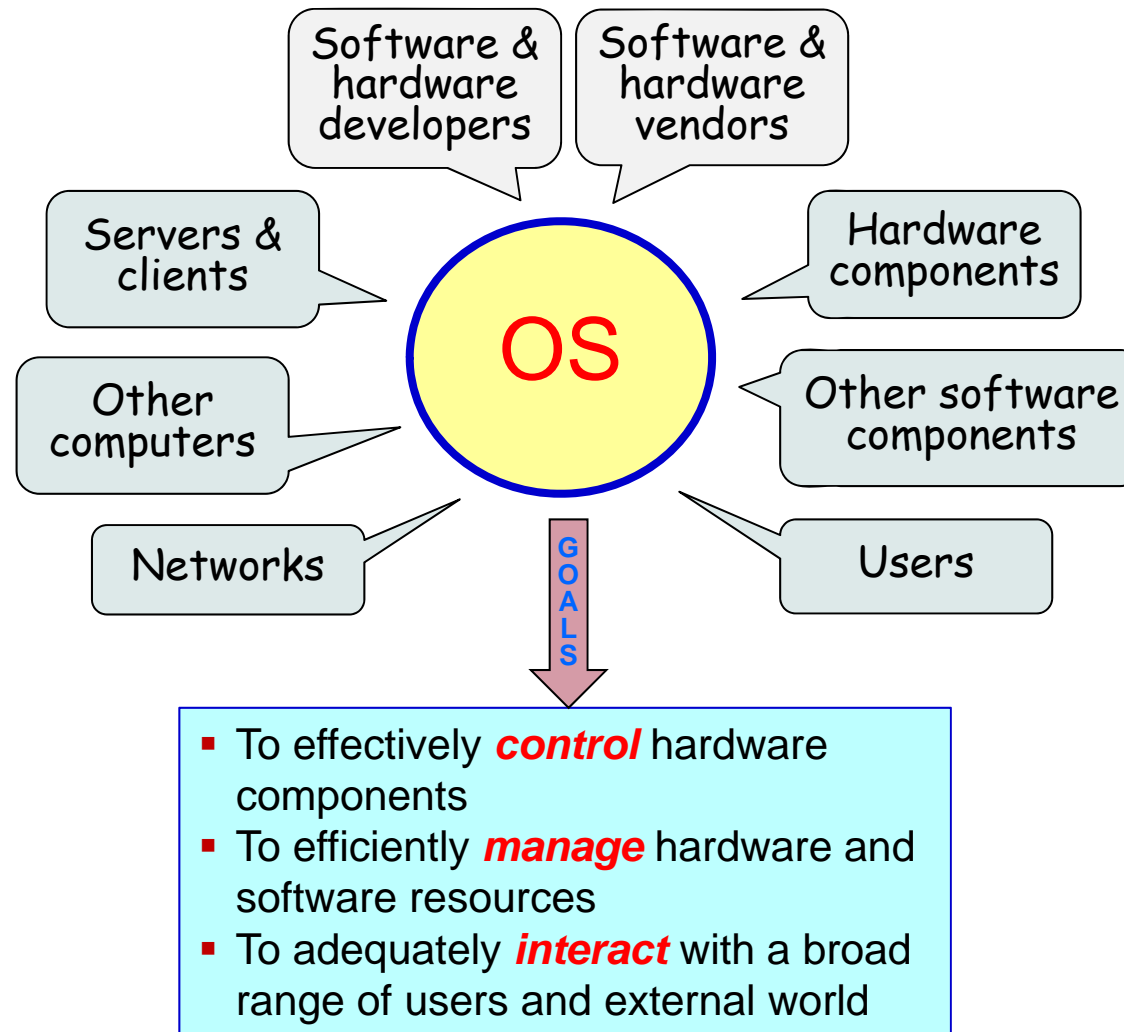 Software &
hardware
developers
Software &
hardware
vendors
Servers &
clients
Hardware
components
OS
Other
computers
Other software
components
Networks
Users
GOALS
▪ To effectively control hardware
components
▪ To efficiently manage hardware and
software resources
▪ To adequately interact with a broad
range of users and external world